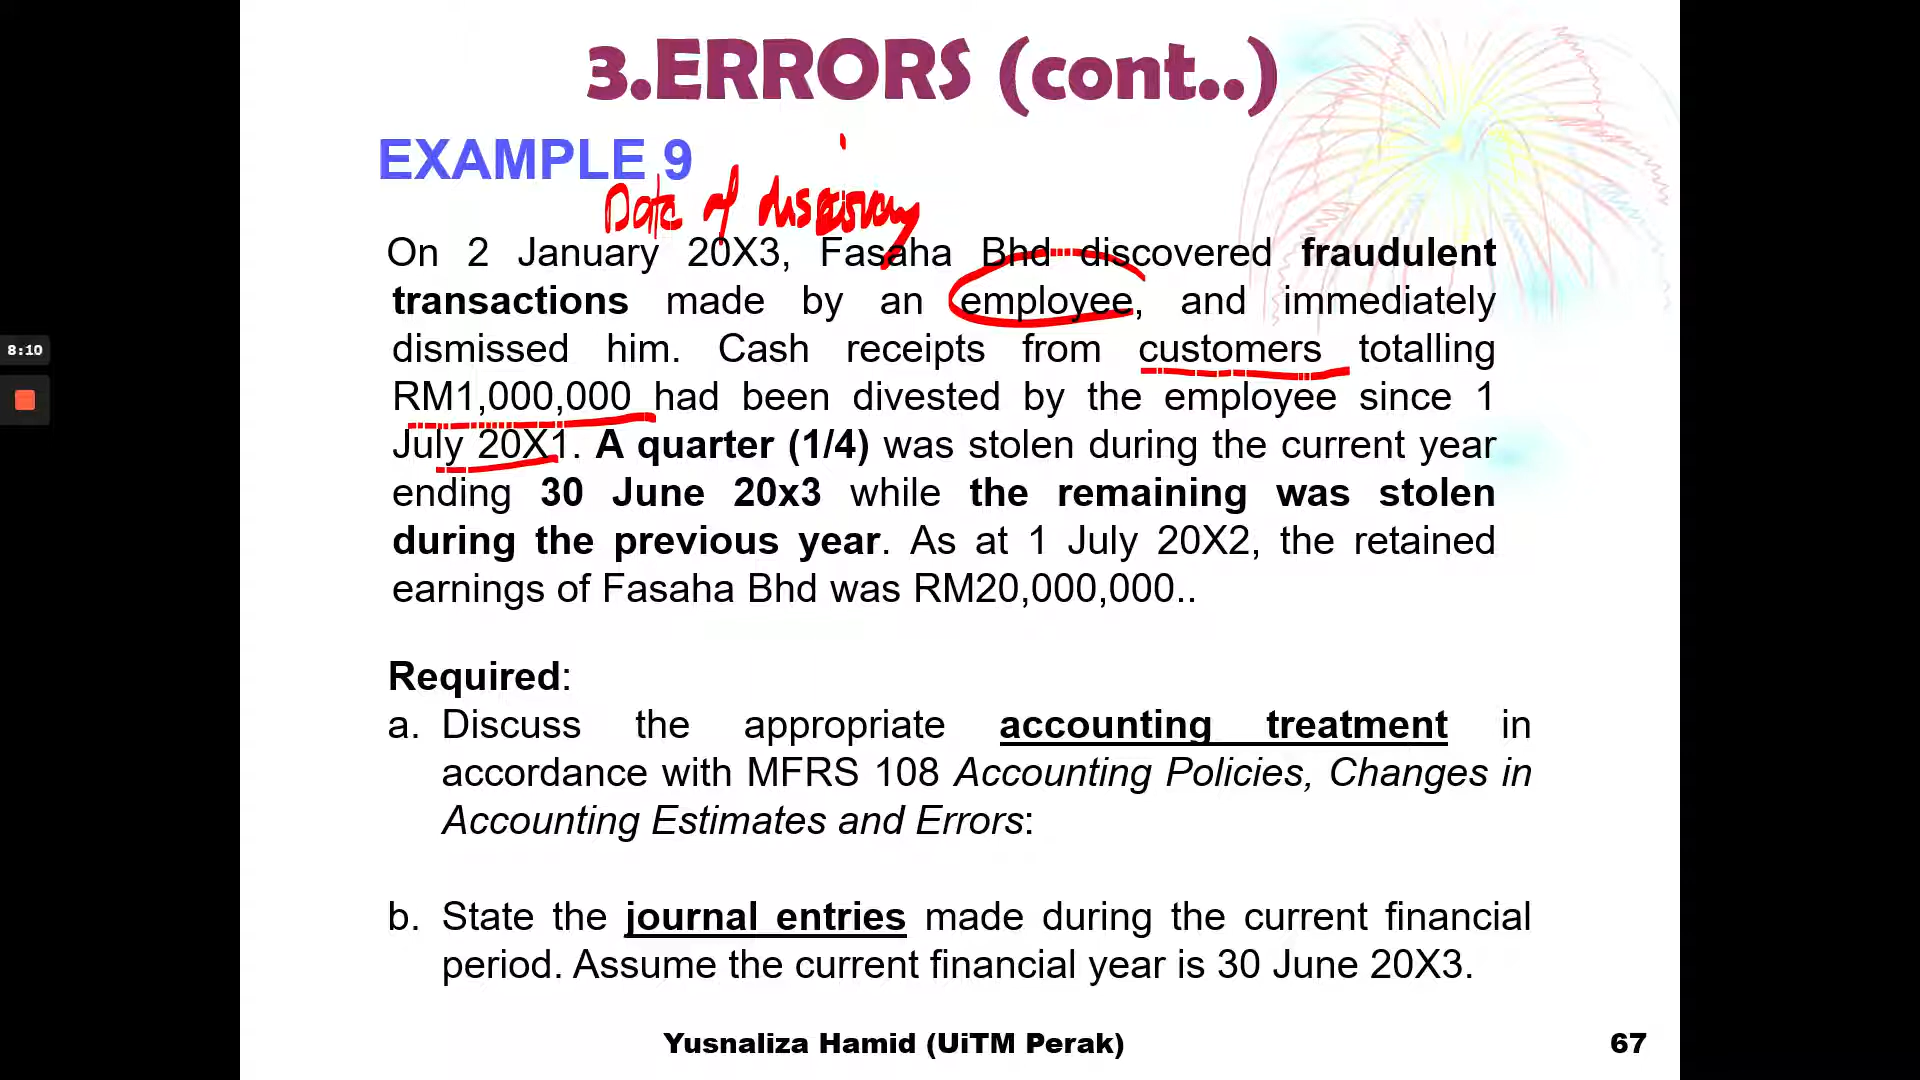 3.ERRORS (cont..)
EXAMPLE 9
Date of
On 2 January 20X3, Fasaha Bhd discovered fraudulent
transactions made by an employee, and immediately
dismissed him. Cash receipts from customers totalling
8:10
RM1,000,000 had been divested by the employee since 1
July 20X1. A quarter (1/4) was stolen during the current year
ending 30 June 20x3 while the remaining was stolen
during the previous year. As at 1 July 20X2, the retained
earnings of Fasaha Bhd was RM20,000,000..
Required:
a. Discuss the appropriate accounting treatment in
accordance with MFRS 108 Accounting Policies, Changes in
Accounting Estimates and Errors:
b. State the journal entries made during the current financial
period. Assume the current financial year is 30 June 20X3.
Yusnaliza Hamid (UiTM Perak) 67